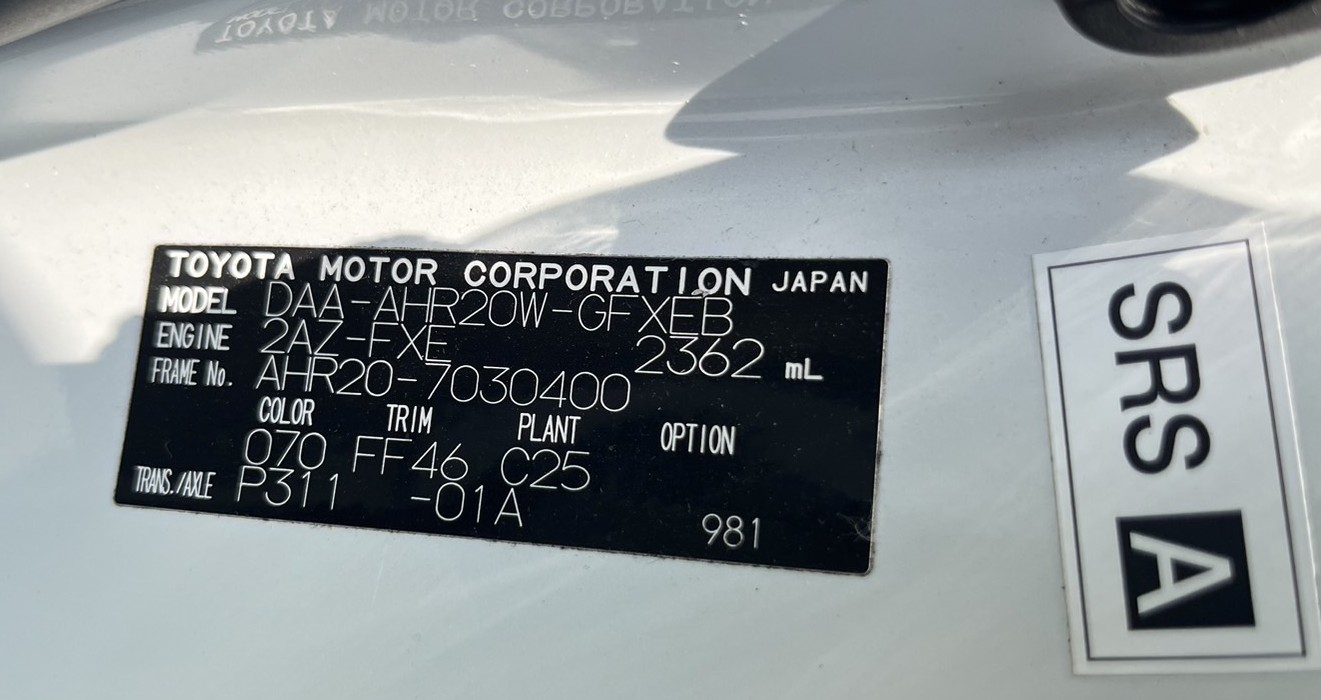 TOYOTA MOTOR CORPORATION JAPAN
MODEL DAA-AHR20W-GFXEB
ENGINE 2AZ-FXE 2362 mL
FRAME No. AHR20-7030400
COLOR TRIM PLANT OPTION
070 FF46 C25
TRANS./AXLE P311 -01A
981
SRS A